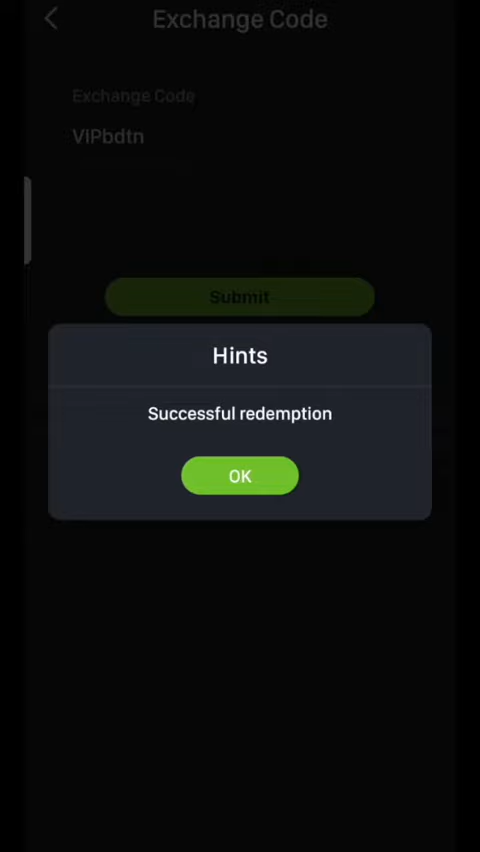 Exchange Code
Exchange Code
VIPbdtn
Submit
Hints
Successful redemption
OK